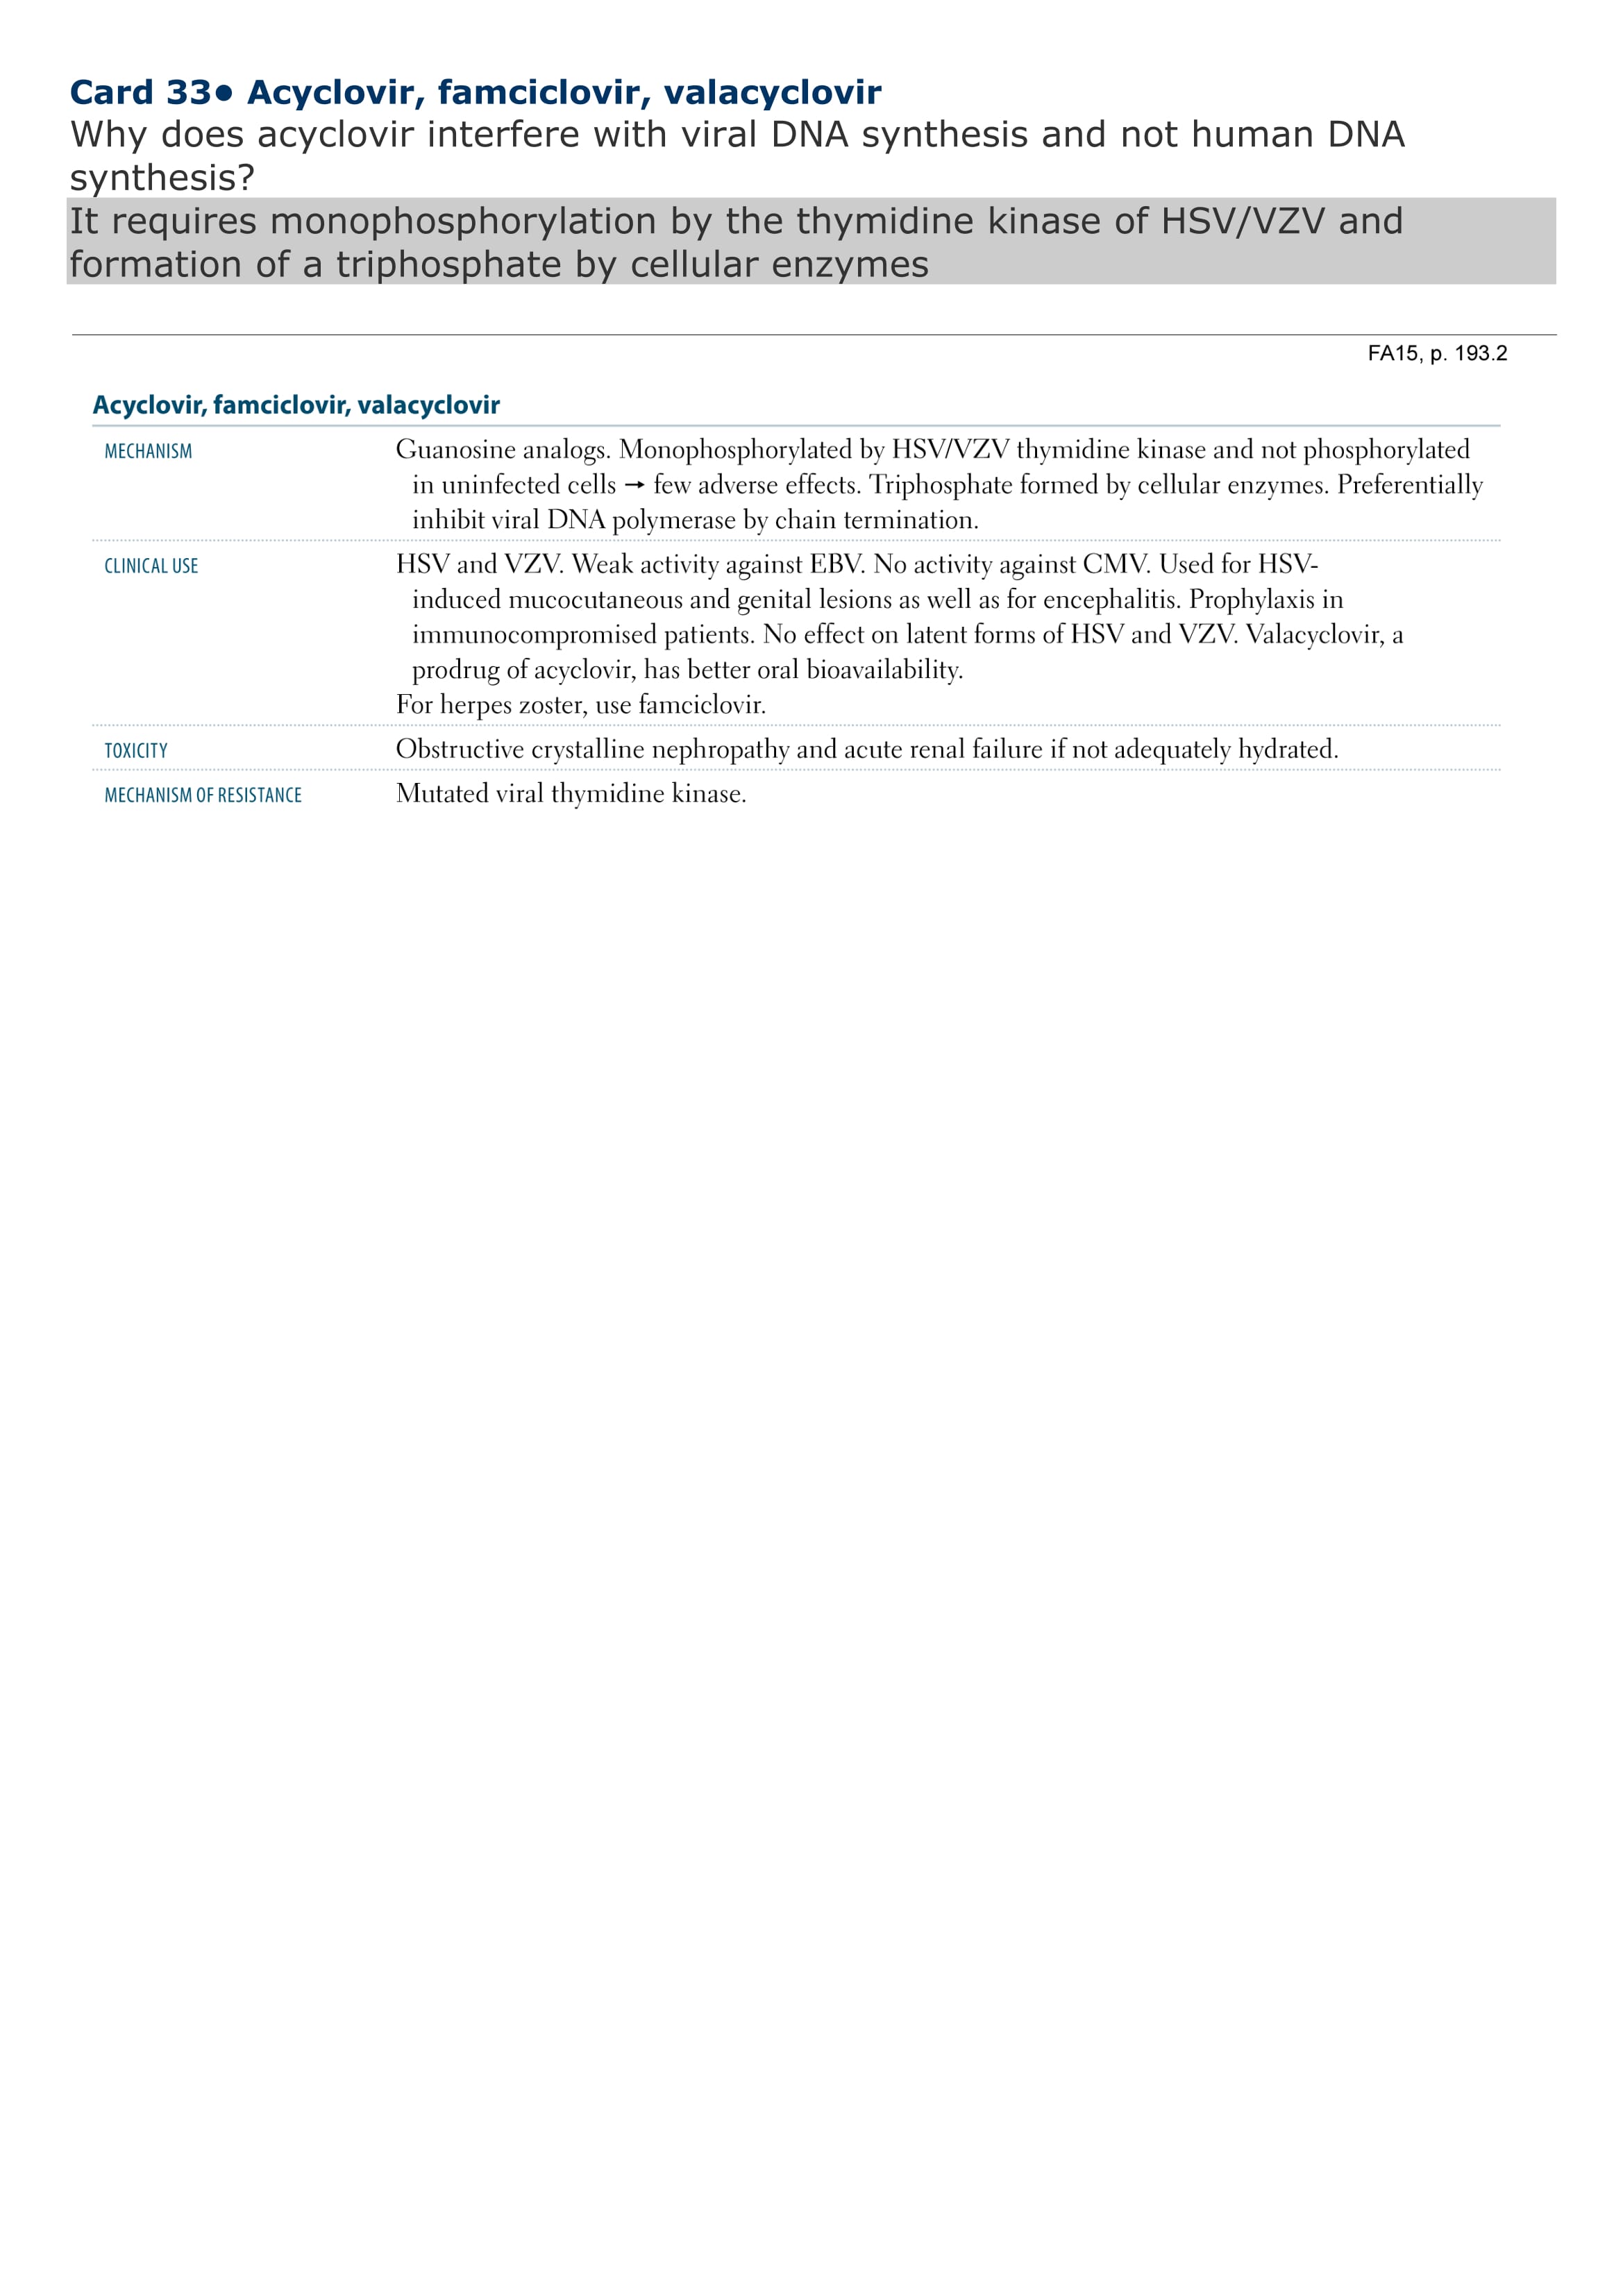 Card 33• Acyclovir, famciclovir, valacyclovir
Why does acyclovir interfere with viral DNA synthesis and not human DNA
synthesis?
It requires monophosphorylation by the thymidine kinase of HSV/VZV and
formation of a triphosphate by cellular enzymes
FA15, p. 193.2
Acyclovir, famciclovir, valacyclovir
MECHANISM Guanosine analogs. Monophosphorylated by HSV/VZV thymidine kinase and not phosphorylated
in uninfected cells → few adverse effects. Triphosphate formed by cellular enzymes. Preferentially
inhibit viral DNA polymerase by chain termination.
CLINICAL USE HSV and VZV. Weak activity against EBV. No activity against CMV. Used for HSV-
induced mucocutaneous and genital lesions as well as for encephalitis. Prophylaxis in
immunocompromised patients. No effect on latent forms of HSV and VZV. Valacyclovir, a
prodrug of acyclovir, has better oral bioavailability.
For herpes zoster, use famciclovir.
TOXICITY Obstructive crystalline nephropathy and acute renal failure if not adequately hydrated.
MECHANISM OF RESISTANCE Mutated viral thymidine kinase.